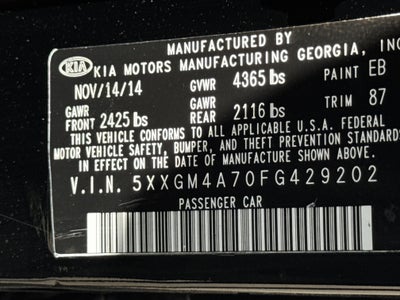 MANUFACTURED BY
KIA KIA MOTORS MANUFACTURING GEORGIA, INC
NOV/14/14 GVWR 4365 lbs PAINT EB
GAWR FRONT 2425 lbs GAWR REAR 2116 lbs TRIM 87
THIS VEHICLE CONFORMS TO ALL APPLICABLE U.S.A. FEDERAL
MOTOR VEHICLE SAFETY, BUMPER, AND THEFT PREVENTION STANDARDS
IN EFFECT ON THE DATE OF MANUFACTURE SHOWN ABOVE.
V.I.N. 5XXGM4A70FG429202
PASSENGER CAR